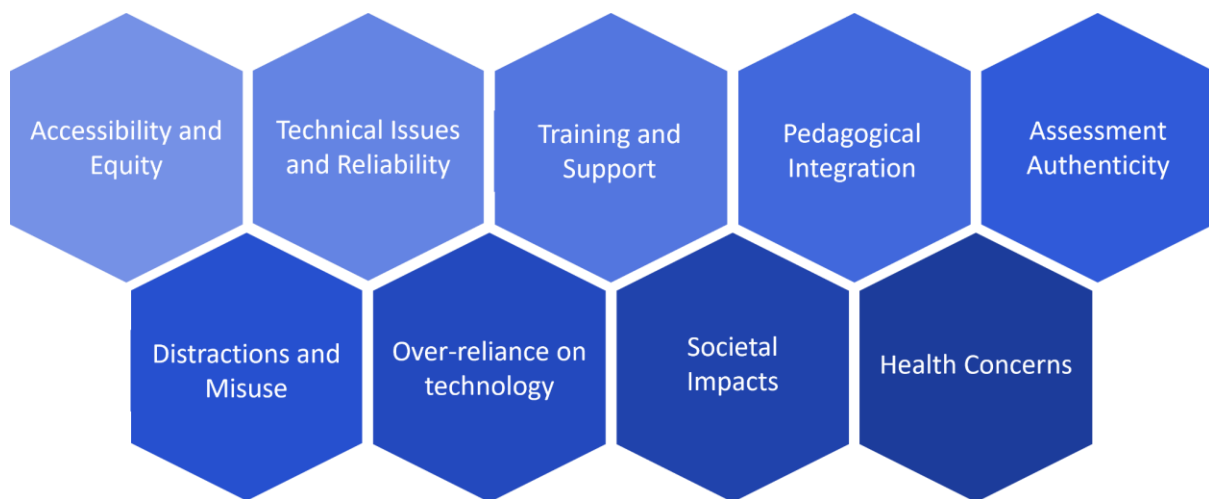 Accessibility and
Equity
Technical Issues
and Reliability
Training and
Support
Pedagogical
Integration
Assessment
Authenticity
Distractions and
Misuse
Over-reliance on
technology
Societal
Impacts
Health Concerns